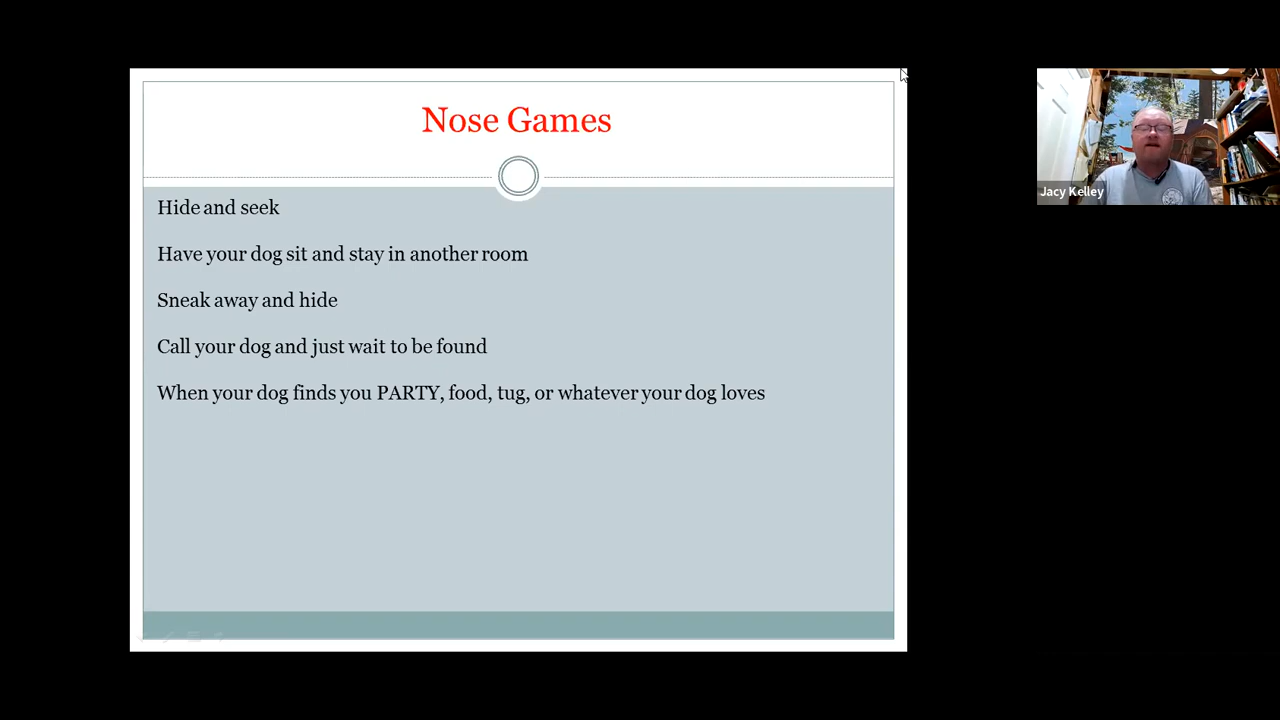 Nose Games
Hide and seek
Have your dog sit and stay in another room
Sneak away and hide
Call your dog and just wait to be found
When your dog finds you PARTY, food, tug, or whatever your dog loves
Jacy Kelley